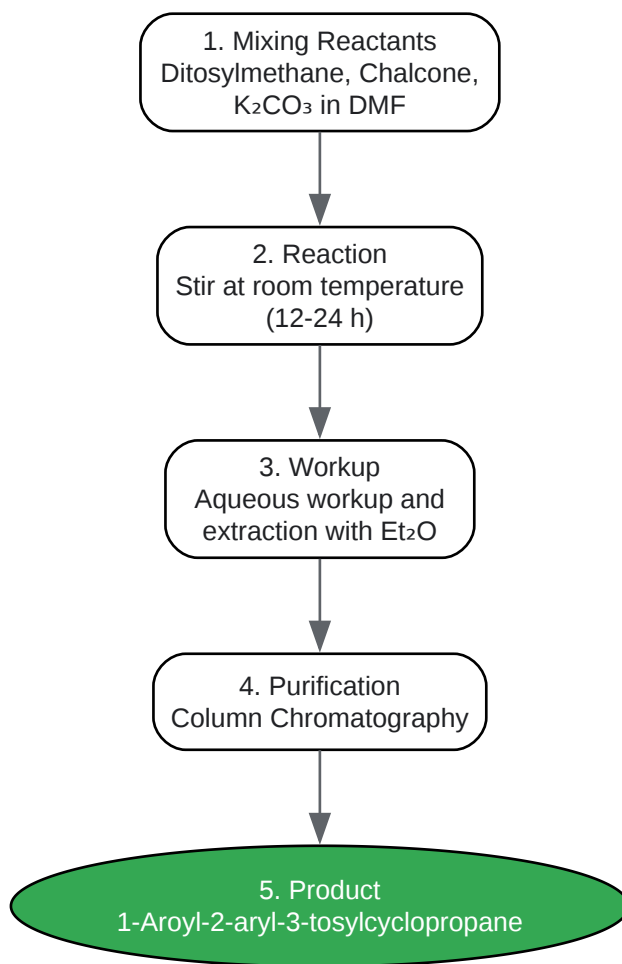 1. Mixing Reactants
Ditosylmethane, Chalcone,
K₂CO₃ in DMF
2. Reaction
Stir at room temperature
(12-24 h)
3. Workup
Aqueous workup and
extraction with Et₂O
4. Purification
Column Chromatography
5. Product
1-Aroyl-2-aryl-3-tosylcyclopropane